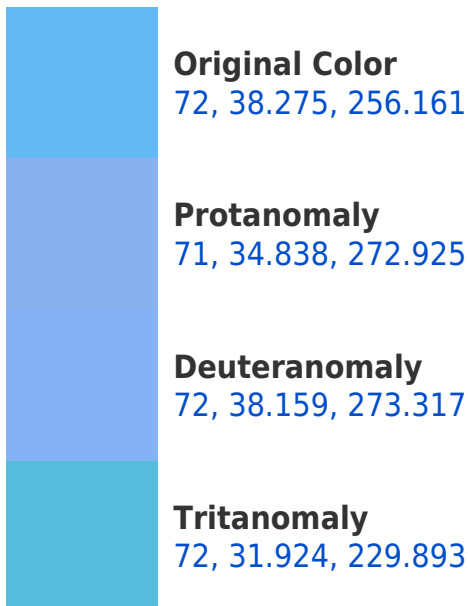 Original Color
72, 38.275, 256.161
Protanomaly
71, 34.838, 272.925
Deuteranomaly
72, 38.159, 273.317
Tritanomaly
72, 31.924, 229.893